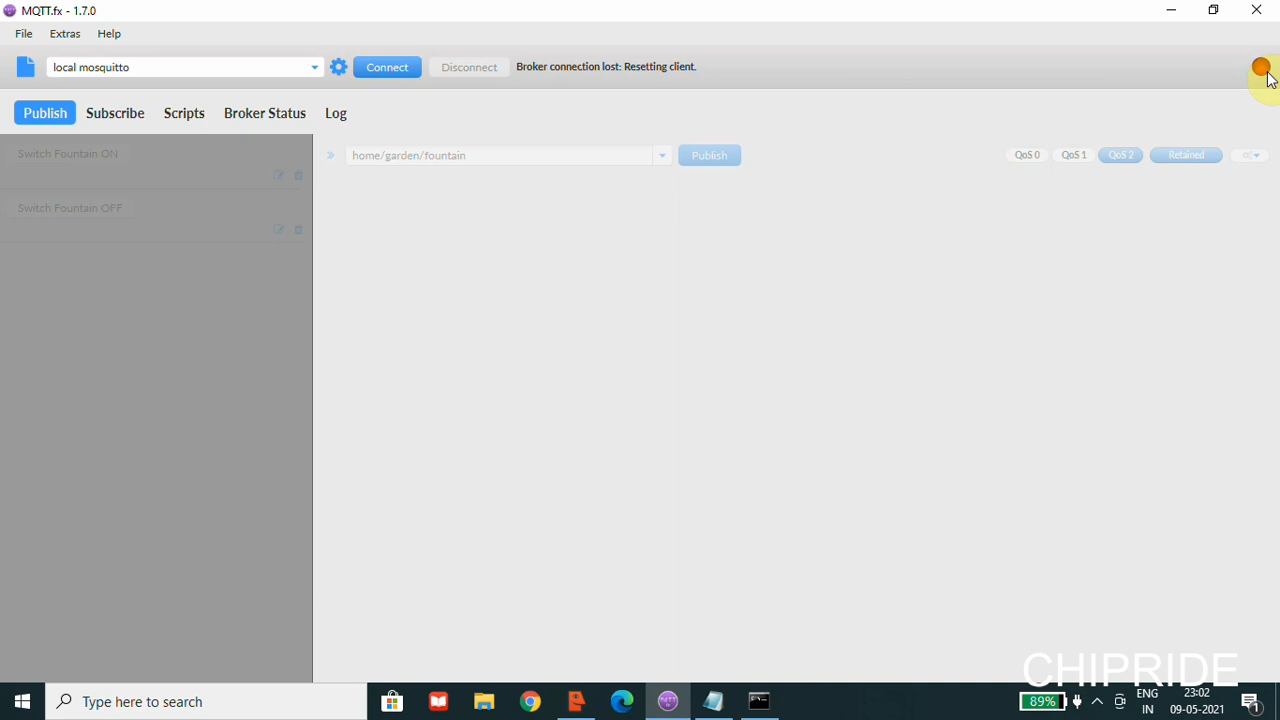 MQTT.fx - 1.7.0
File Extras Help
local mosquitto Connect Disconnect Broker connection lost: Resetting client.
Publish Subscribe Scripts Broker Status Log
Switch Fountain ON
home/garden/fountain Publish QoS 0 QoS 1 QoS 2 Retained
Switch Fountain OFF
CHIPRIDE
Type here to search
89%
ENG
IN
23:02
09-05-2021
1